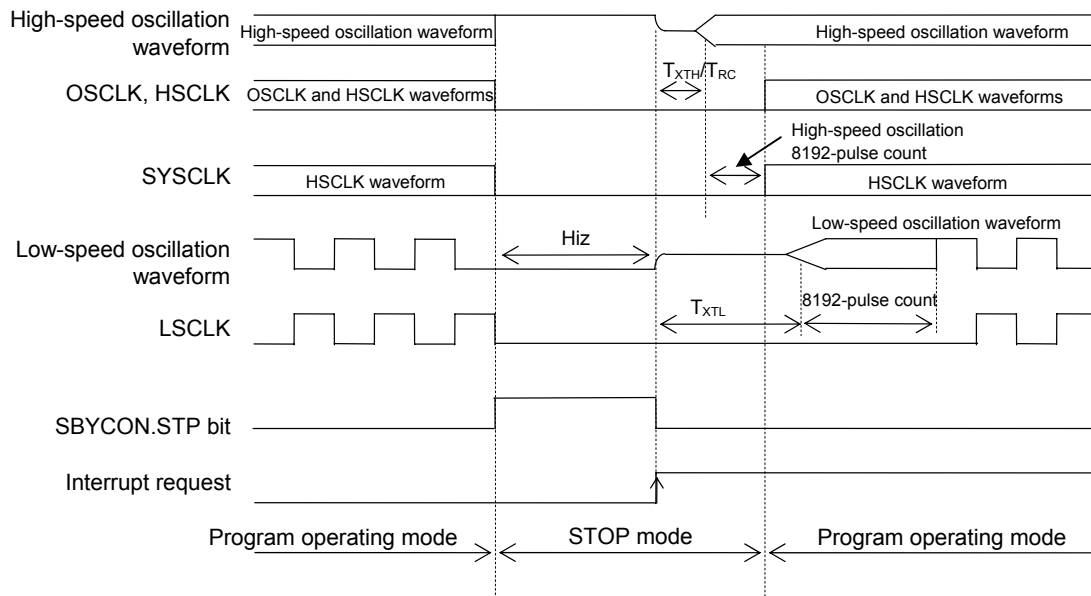 High-speed oscillation
waveform
High-speed oscillation waveform
High-speed oscillation waveform
TXTH/TRC
OSCLK, HSCLK
OSCLK and HSCLK waveforms
OSCLK and HSCLK waveforms
High-speed oscillation
8192-pulse count
SYSCLK
HSCLK waveform
HSCLK waveform
Low-speed oscillation
waveform
Hiz
Low-speed oscillation waveform
8192-pulse count
TXTL
LSCLK
SBYCON.STP bit
Interrupt request
Program operating mode
STOP mode
Program operating mode